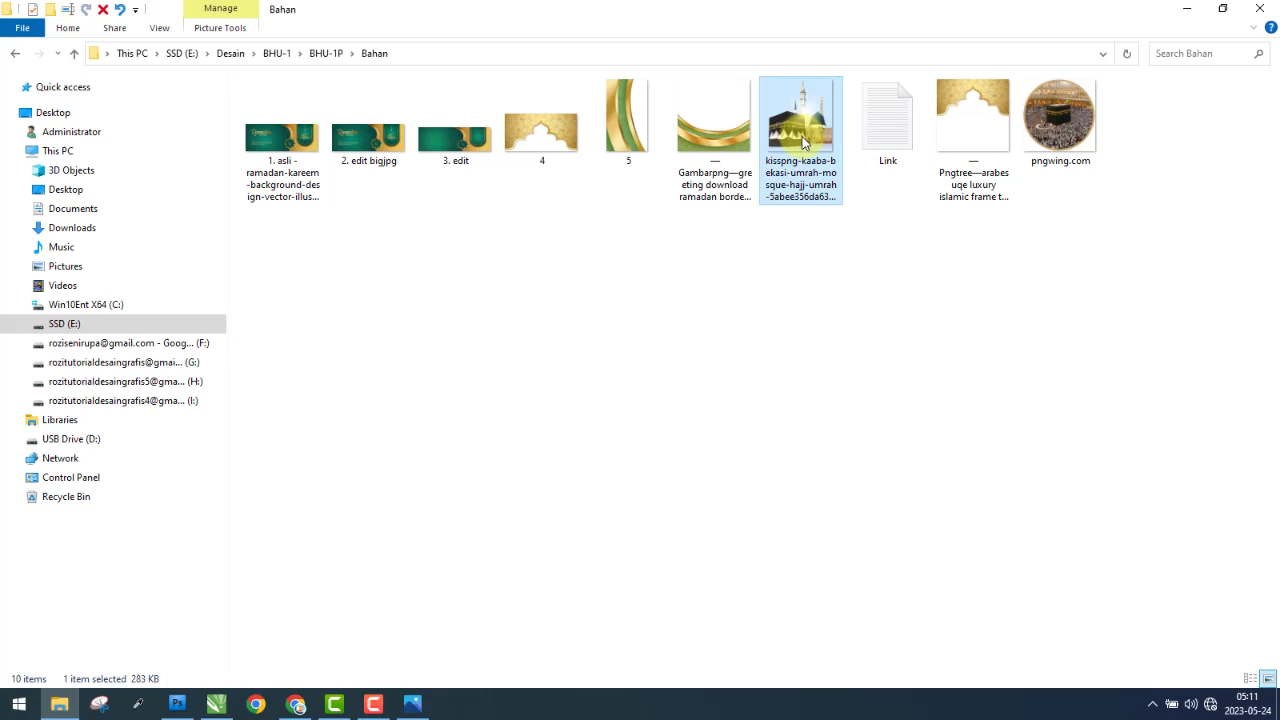 Manage
Bahan
File
Home
Share
View
Picture Tools
This PC
SSD (E:)
Desain
BHU-1
BHU-1P
Bahan
Search Bahan
Quick access
Desktop
Administrator
This PC
3D Objects
Desktop
Documents
Downloads
Music
Pictures
Videos
Win10Ent X64 (C:)
SSD (E:)
rozisenirupa@gmail.com - Goog... (F:)
rozitutorialdesaingrafis@gmai... (G:)
rozitutorialdesaingrafis5@gma... (H:)
rozitutorialdesaingrafis4@gma... (I:)
Libraries
USB Drive (D:)
Network
Control Panel
Recycle Bin
1. asli -
ramadan-kareem
-background-des
ign-vector-illus...
2. edit bigjpg
3. edit
4
5
—
Gambarpng—gre
eting download
ramadan borde...
kisspng-kaaba-b
ekasi-umrah-mo
sque-hajj-umrah
-5abee356da63...
Link
—
Pngtree—arabes
uqe luxury
islamic frame t...
pngwing.com
10 items
1 item selected 283 KB
Ps
05:11
2023-05-24